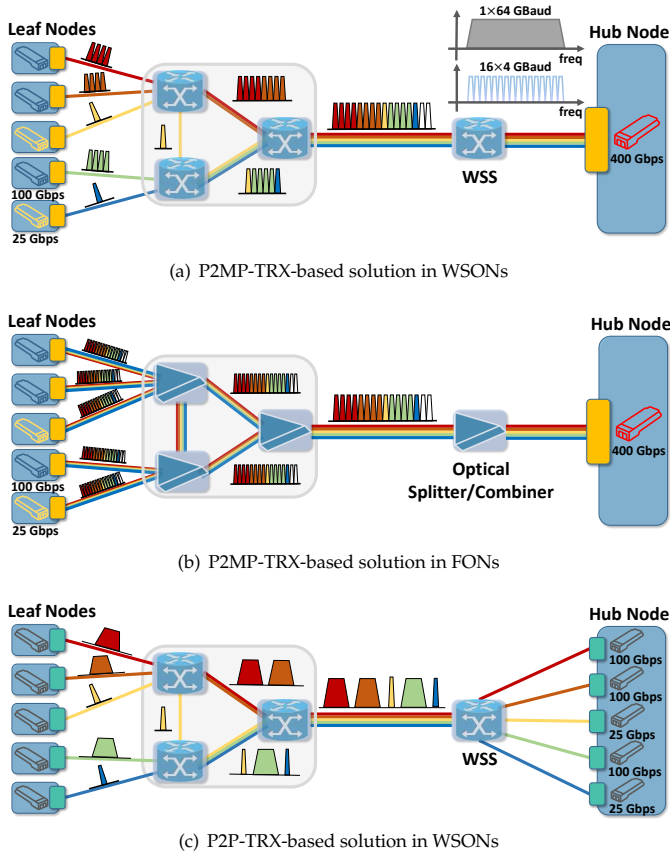 Leaf Nodes
1×64 GBaud
Hub Node
freq
16×4 GBaud
freq
400 Gbps
WSS
100 Gbps
25 Gbps
(a) P2MP-TRX-based solution in WSONs
Leaf Nodes
Hub Node
400 Gbps
100 Gbps
Optical
Splitter/Combiner
25 Gbps
(b) P2MP-TRX-based solution in FONs
Leaf Nodes
Hub Node
100 Gbps
100 Gbps
25 Gbps
WSS
100 Gbps
25 Gbps
(c) P2P-TRX-based solution in WSONs